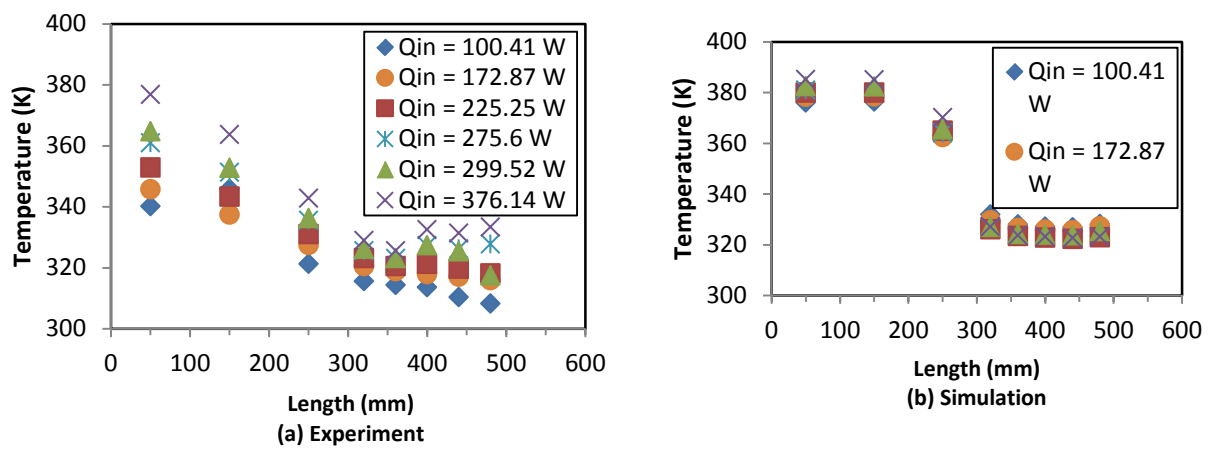 400
380
360
340
320
300
Temperature (K)
Qin = 100.41 W
Qin = 172.87 W
Qin = 225.25 W
Qin = 275.6 W
Qin = 299.52 W
Qin = 376.14 W
0 100 200 300 400 500 600
Length (mm)
(a) Experiment
400
380
360
340
320
300
Temperature (K)
Qin = 100.41
W
Qin = 172.87
W
0 100 200 300 400 500 600
Length (mm)
(b) Simulation